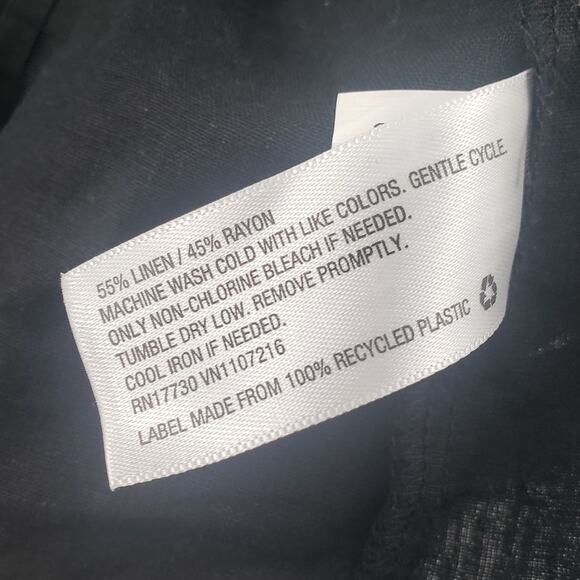 55% LINEN / 45% RAYON
MACHINE WASH COLD WITH LIKE COLORS. GENTLE CYCLE.
ONLY NON-CHLORINE BLEACH IF NEEDED.
TUMBLE DRY LOW. REMOVE PROMPTLY.
COOL IRON IF NEEDED.
RN17730 VN1107216
LABEL MADE FROM 100% RECYCLED PLASTIC